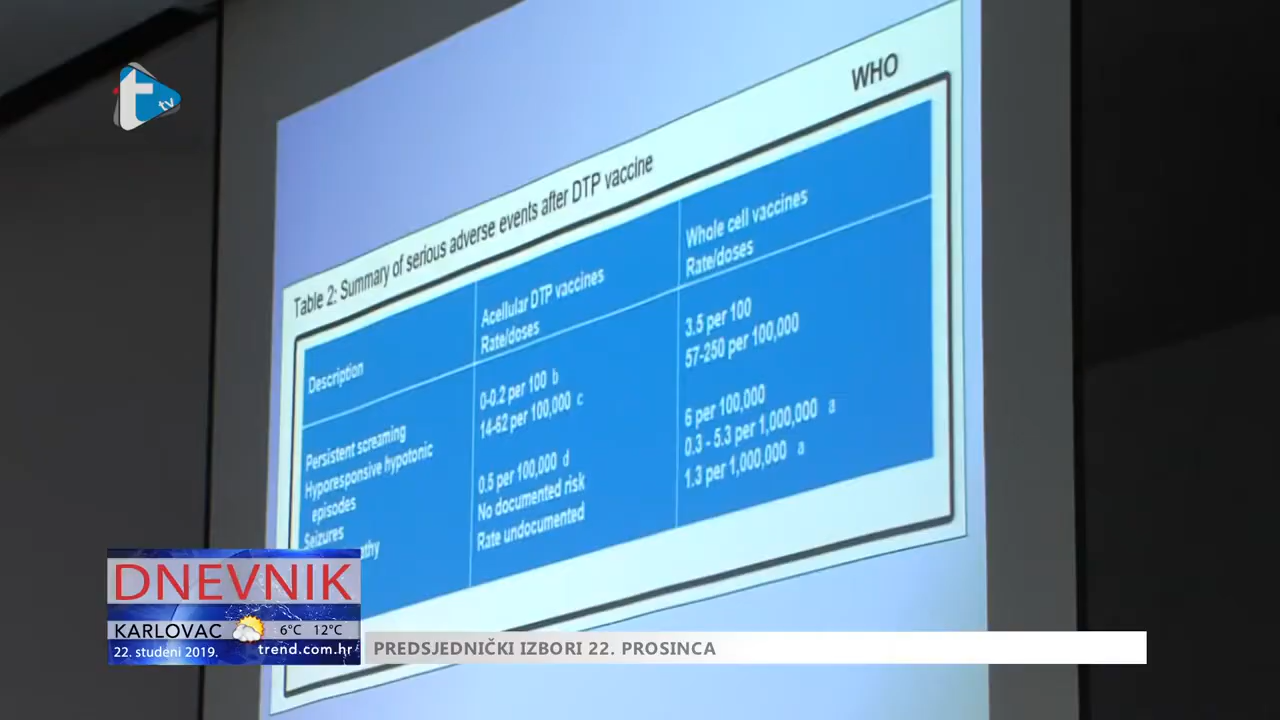 t
tv
WHO
Table 2: Summary of serious adverse events after DTP vaccine
Description
Acellular DTP vaccines
Rate/doses
Whole cell vaccines
Rate/doses
Persistent screaming
0-0.2 per 100 b
3.5 per 100
Hyporesponsive hypotonic
episodes
14-62 per 100,000 c
57-250 per 100,000
Seizures
0.5 per 100,000 d
6 per 100,000
No documented risk
0.3 - 5.3 per 1,000,000 a
Rate undocumented
1.3 per 1,000,000 a
DNEVNIK
KARLOVAC 6°C 12°C
22. studeni 2019. trend.com.hr
PREDSJEDNIČKI IZBORI 22. PROSINCA